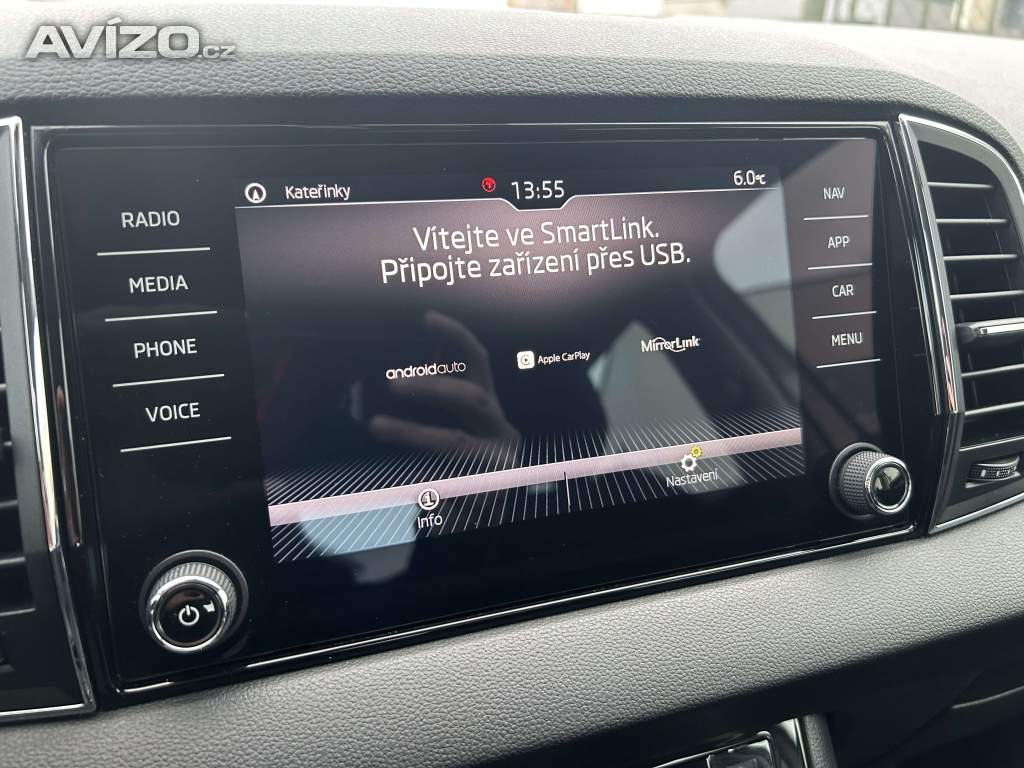 AVÍZO.cz
Kateřinky
13:55
6.0°C
RADIO
MEDIA
PHONE
VOICE
Vítejte ve SmartLink.
Připojte zařízení přes USB.
androidauto
Apple CarPlay
MirrorLink
Info
Nastavení
NAV
APP
CAR
MENU